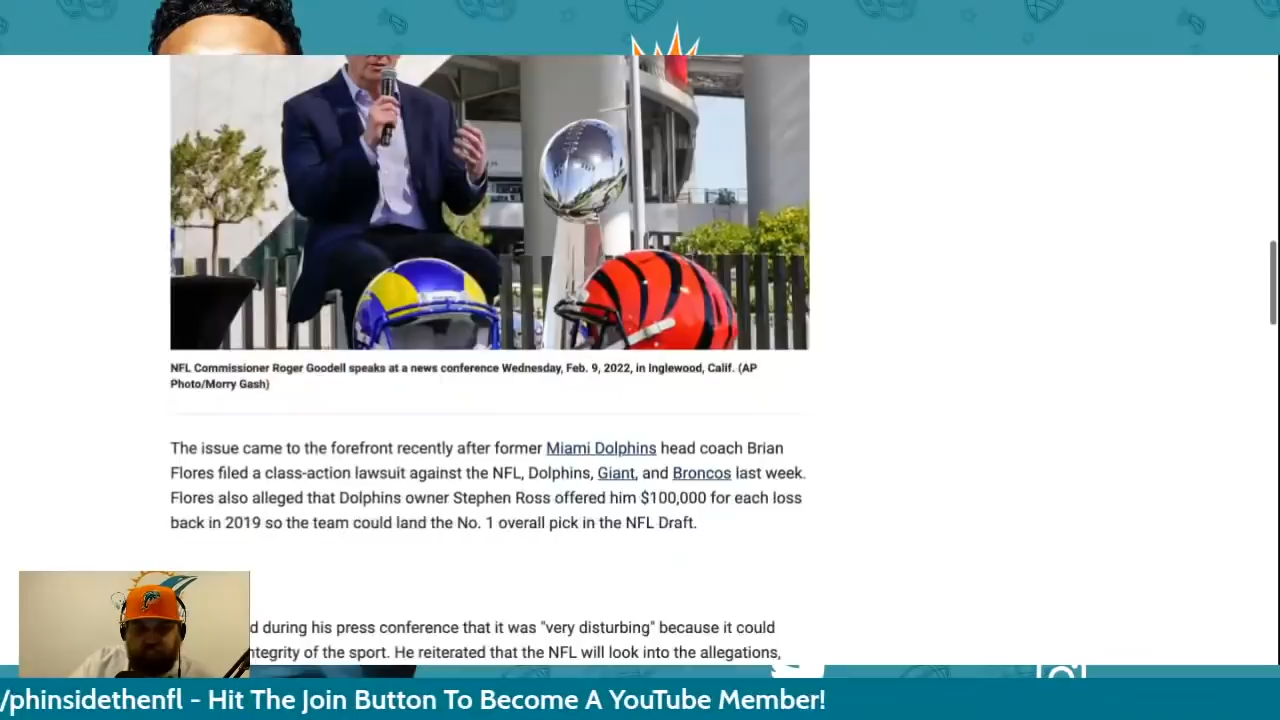 NFL Commissioner Roger Goodell speaks at a news conference Wednesday, Feb. 9, 2022, in Inglewood, Calif. (AP
Photo/Morry Gash)
The issue came to the forefront recently after former Miami Dolphins head coach Brian
Flores filed a class-action lawsuit against the NFL, Dolphins, Giant, and Broncos last week.
Flores also alleged that Dolphins owner Stephen Ross offered him $100,000 for each loss
back in 2019 so the team could land the No. 1 overall pick in the NFL Draft.
d during his press conference that it was "very disturbing" because it could
ntegrity of the sport. He reiterated that the NFL will look into the allegations,
/phinsidethenfl - Hit The Join Button To Become A YouTube Member!